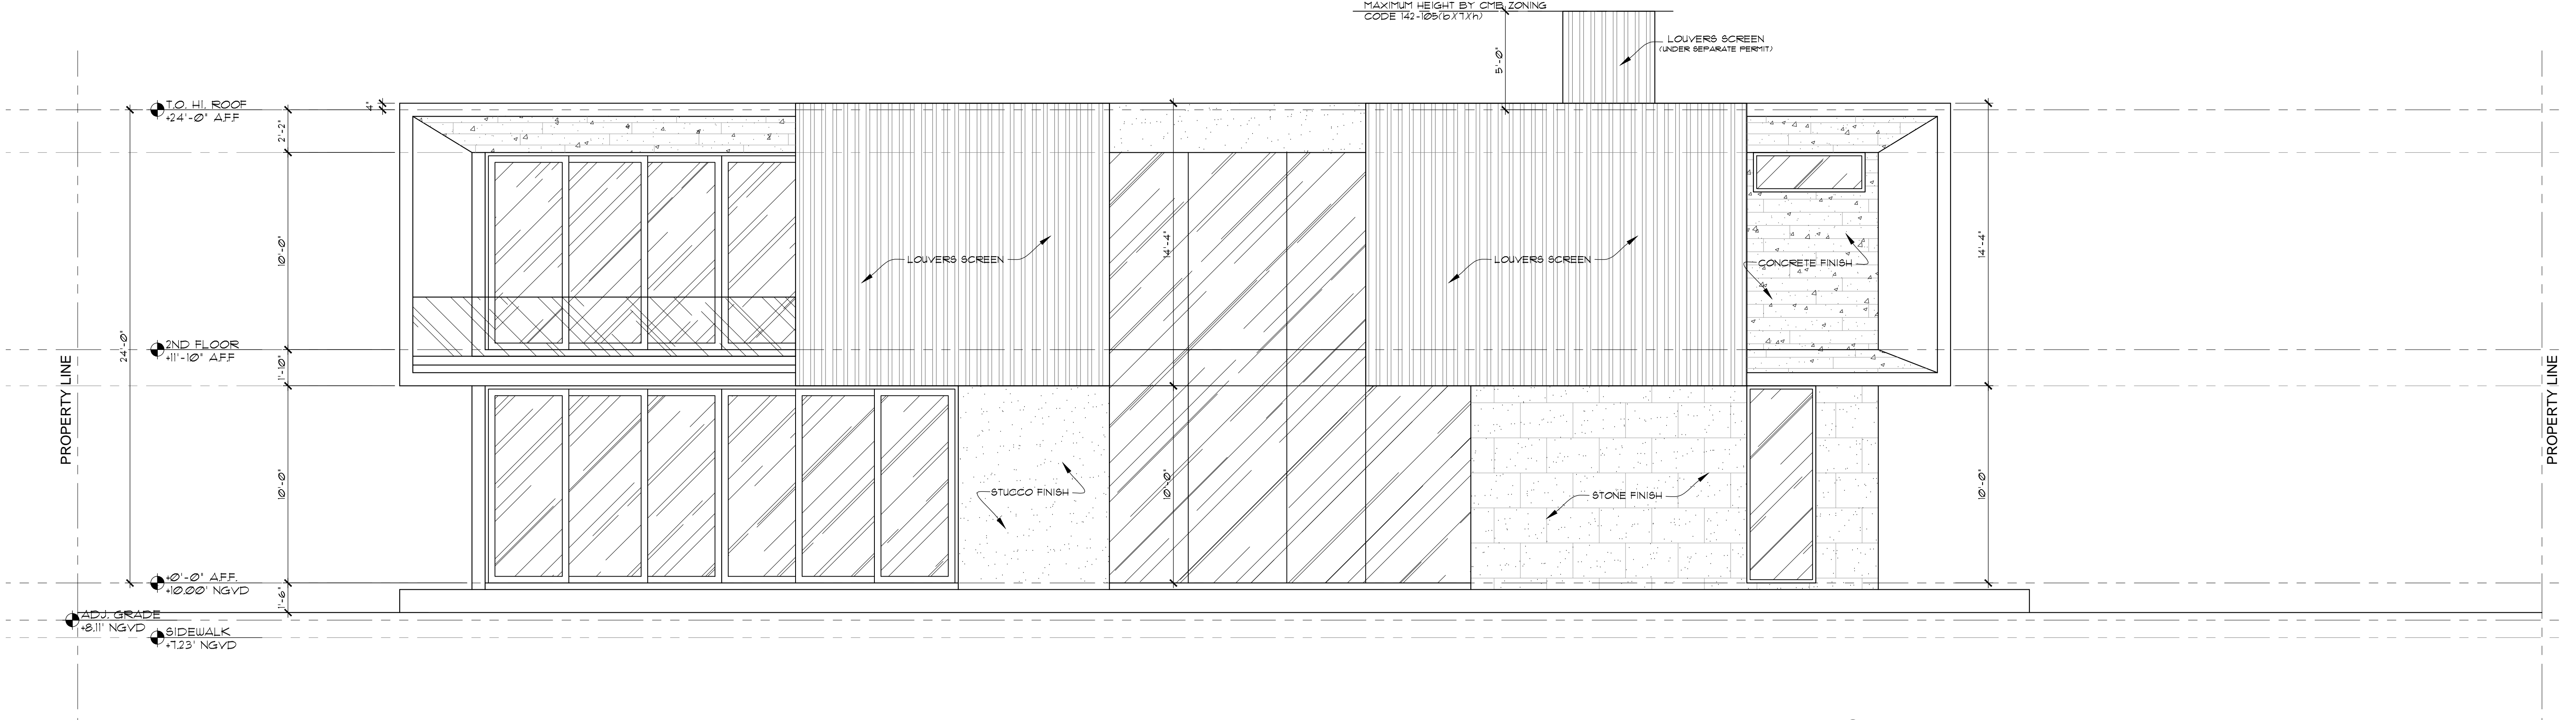 MAXIMUM HEIGHT BY CMB ZONING
CODE 142-105(b)(7)(h)
LOUVERS SCREEN
(UNDER SEPARATE PERMIT)
5'-0"
T.O. HI. ROOF
+24'-0" A.F.F
4"
2'-2"
10'-0"
14'-4"
14'-4"
LOUVERS SCREEN
LOUVERS SCREEN
CONCRETE FINISH
24'-0"
2ND FLOOR
+11'-10" A.F.F
1'-10"
PROPERTY LINE
PROPERTY LINE
10'-0"
10'-0"
10'-0"
STUCCO FINISH
STONE FINISH
+0'-0" A.F.F.
+10.00' NGVD
1'-6"
ADJ. GRADE
+8.11' NGVD
SIDEWALK
+7.23' NGVD